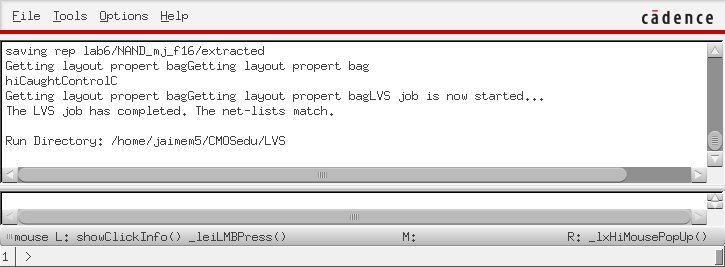 File Tools Options Help
cādence
saving rep lab6/NAND_mj_f16/extracted
Getting layout propert bagGetting layout propert bag
hiCaughtControlC
Getting layout propert bagGetting layout propert bagLVS job is now started...
The LVS job has completed. The net-lists match.
Run Directory: /home/jaimem5/CMOSedu/LVS
mouse L: showClickInfo() _leiLMBPress() M: R: _lxHiMousePopUp()
1 >